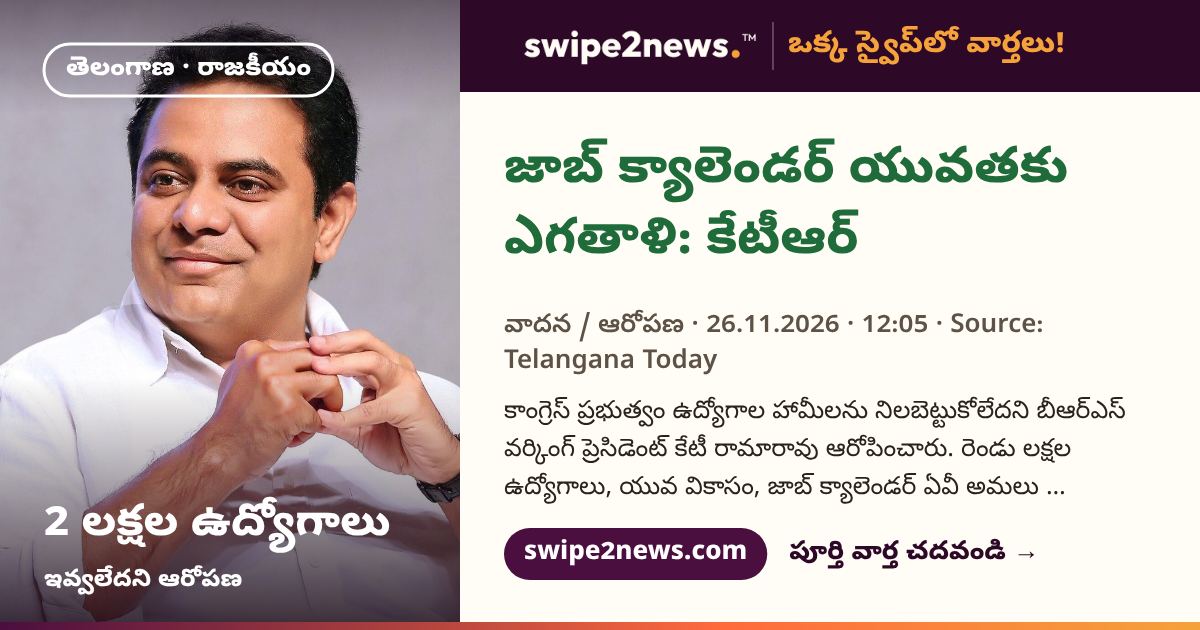 తెలంగాణ · రాజకీయం
2 లక్షల ఉద్యోగాలు
ఇవ్వలేదని ఆరోపణ
swipe2news.™ ఒక్క స్వైప్‌లో వార్తలు!
జాబ్ క్యాలెండర్ యువతకు
ఎగతాళి: కేటీఆర్
వాదన / ఆరోపణ · 26.11.2026 · 12:05 · Source:
Telangana Today
కాంగ్రెస్ ప్రభుత్వం ఉద్యోగాల హామీలను నిలబెట్టుకోలేదని బీఆర్ఎస్
వర్కింగ్ ప్రెసిడెంట్ కేటీ రామారావు ఆరోపించారు. రెండు లక్షల
ఉద్యోగాలు, యువ వికాసం, జాబ్ క్యాలెండర్ ఏవీ అమలు ...
swipe2news.com పూర్తి వార్త చదవండి →